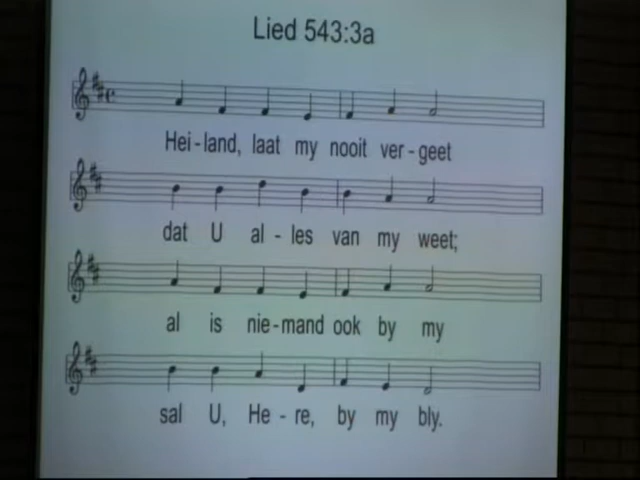 Lied 543:3a
Hei-land, laat my nooit ver-geet
dat U al-les van my weet;
al is nie-mand ook by my
sal U, He-re, by my bly.